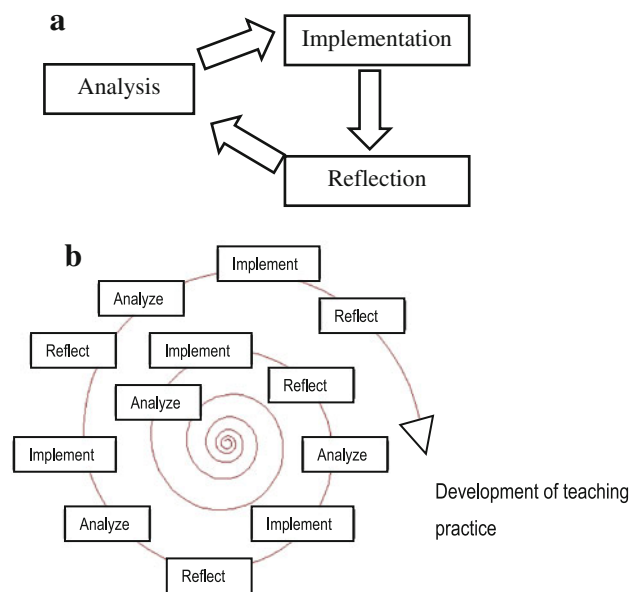 a
Implementation
Analysis
Reflection
b
Implement
Analyze
Reflect
Reflect
Implement
Reflect
Analyze
Implement
Analyze
Analyze
Implement
Reflect
Development of teaching
practice